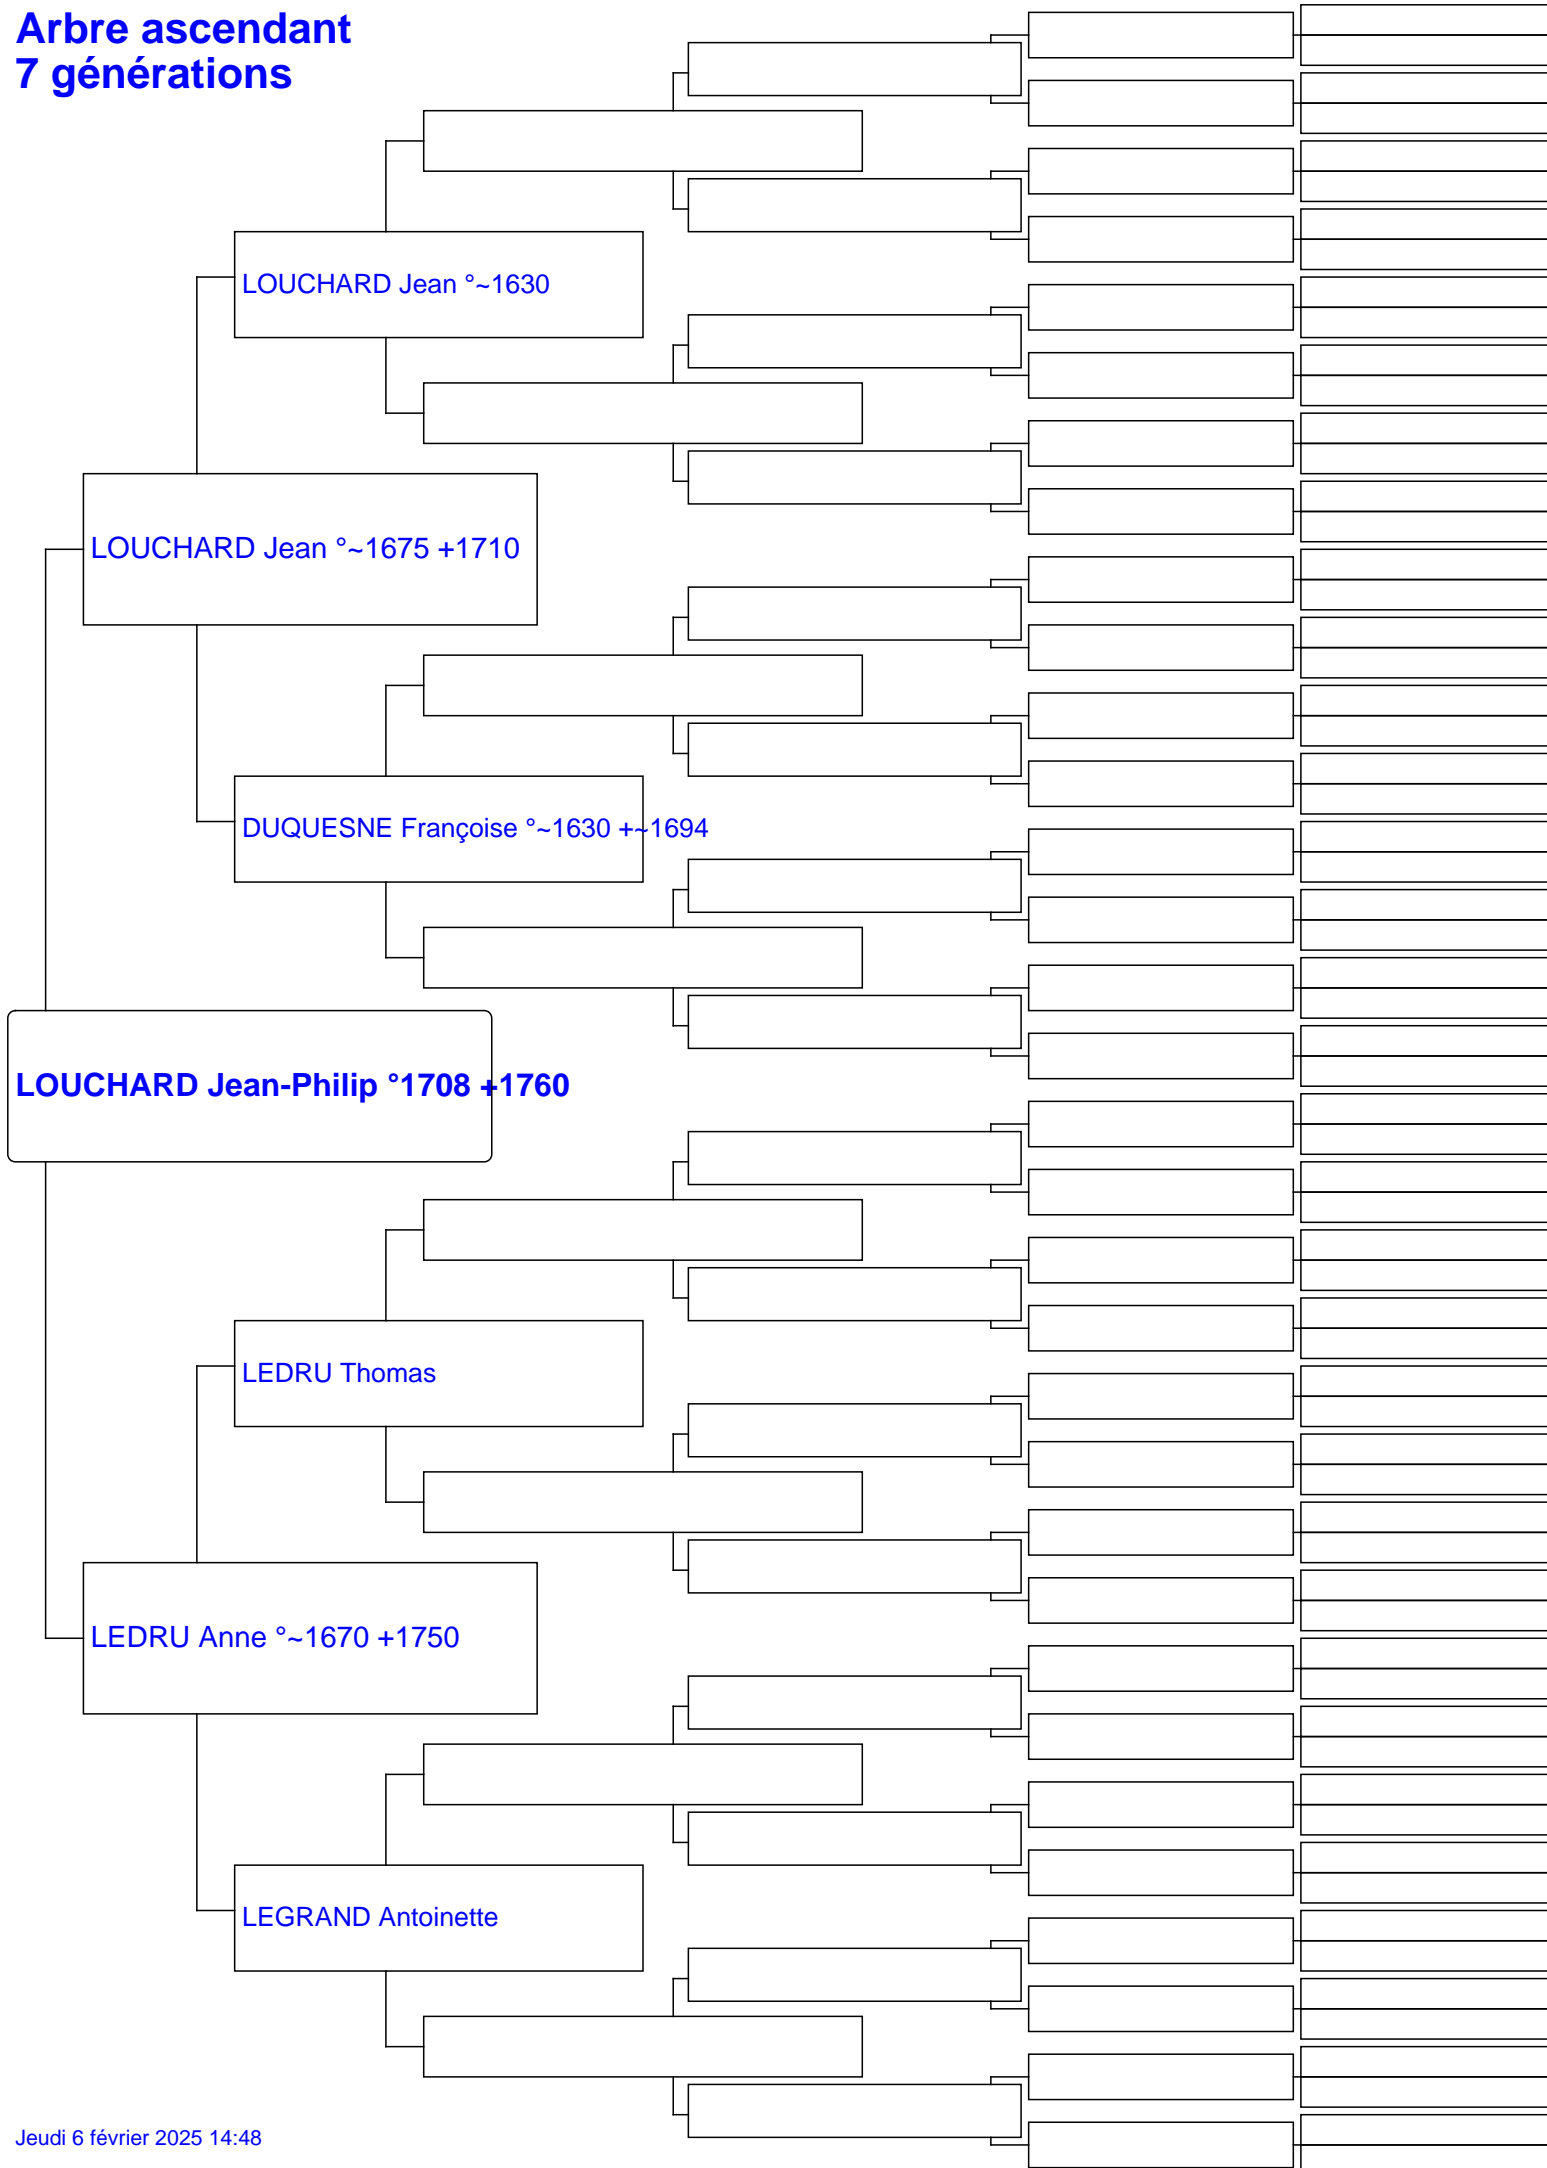 Arbre ascendant
7 générations
LOUCHARD Jean °~1630
LOUCHARD Jean °~1675 +1710
DUQUESNE Françoise °~1630 +~1694
LOUCHARD Jean-Philip °1708 +1760
LEDRU Thomas
LEDRU Anne °~1670 +1750
LEGRAND Antoinette
Jeudi 6 février 2025 14:48